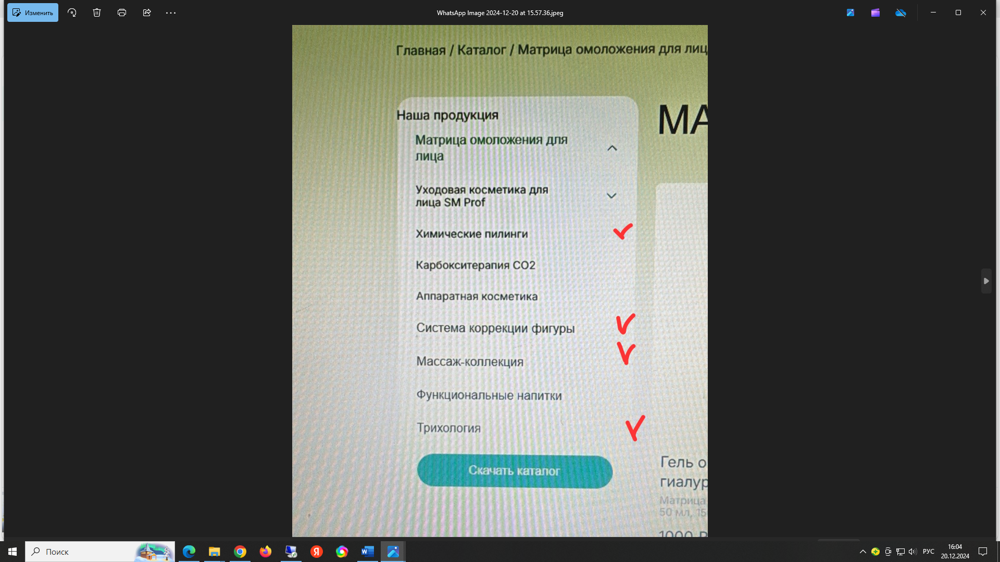 Изменить
WhatsApp Image 2024-12-20 at 15.57.36.jpeg
Главная / Каталог / Матрица омоложения для лиц
Наша продукция
МА
Матрица омоложения для
лица
Уходовая косметика для
лица SM Prof
Химические пилинги
Карбокситерапия CO2
Аппаратная косметика
Система коррекции фигуры
Массаж-коллекция
Функциональные напитки
Трихология
Скачать каталог
Гель о
гиалур
Матрица
50 мл, 15
1000 Р
Поиск
РУС
16:04
20.12.2024